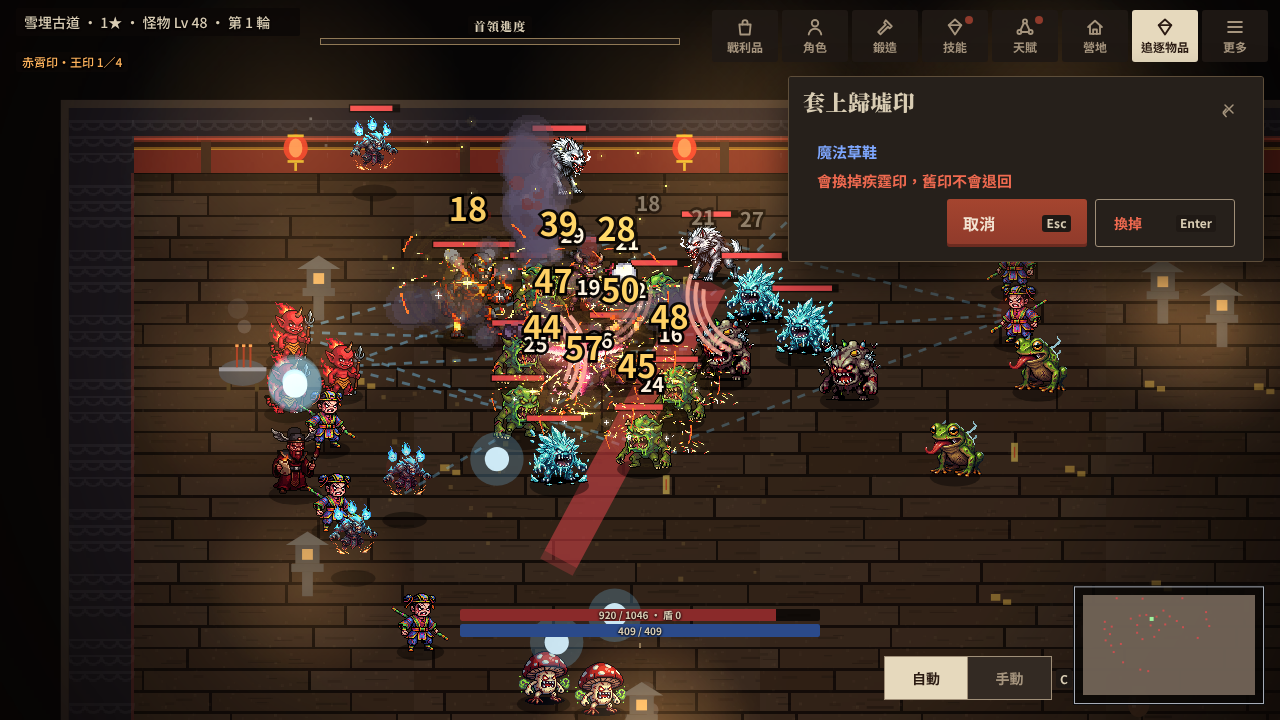 雪埋古道 · 1★ · 怪物 Lv 48 · 第 1 輪
首領進度
戰利品
角色
鍛造
技能
天賦
營地
追逐物品
更多
赤霄印·王印 1／4
套上歸墟印
魔法草鞋
會換掉疾霆印，舊印不會退回
取消 Esc
換掉 Enter
18
39
29
28
21
18
21
27
47
19
50
44
25
57
48
16
45
24
920 / 1046 · 盾 0
409 / 409
自動
手動
C